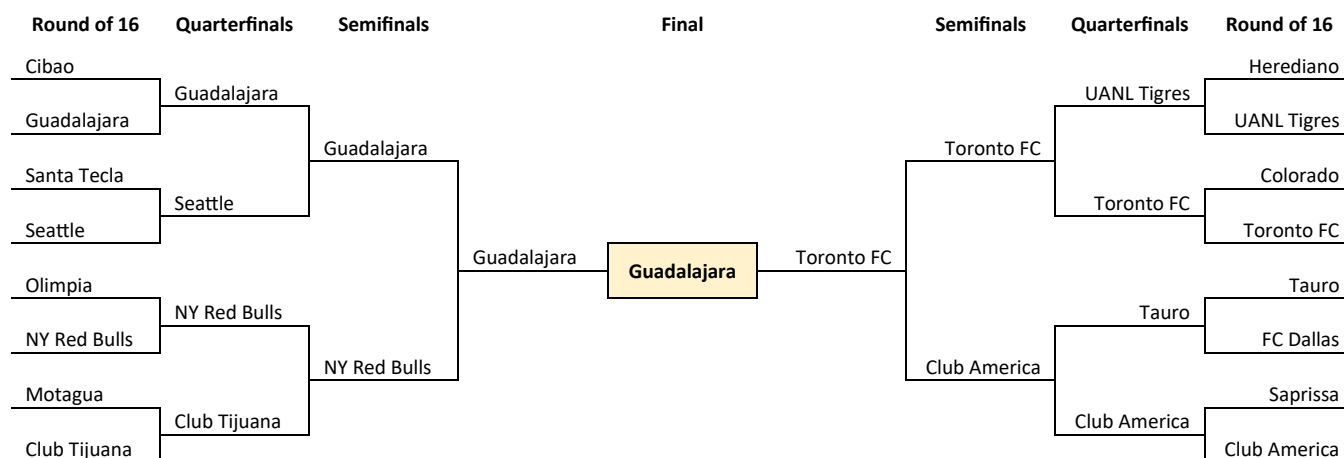 Round of 16 Quarterfinals Semifinals Final Semifinals Quarterfinals Round of 16
Cibao Herediano
Guadalajara UANL Tigres
Guadalajara UANL Tigres
Guadalajara Toronto FC
Santa Tecla Colorado
Seattle Toronto FC
Seattle Toronto FC
Guadalajara Guadalajara Toronto FC
Olimpia Tauro
NY Red Bulls Tauro
NY Red Bulls FC Dallas
NY Red Bulls Club America
Motagua Saprissa
Club Tijuana Club America
Club Tijuana Club America